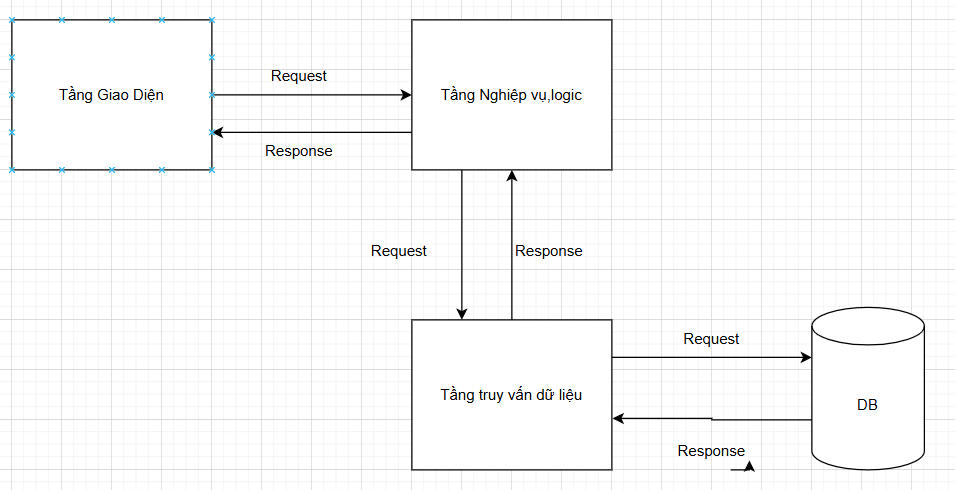 Request
Tầng Giao Diện
Tầng Nghiệp vụ,logic
Response
Request
Response
Request
Tầng truy vấn dữ liệu
DB
Response